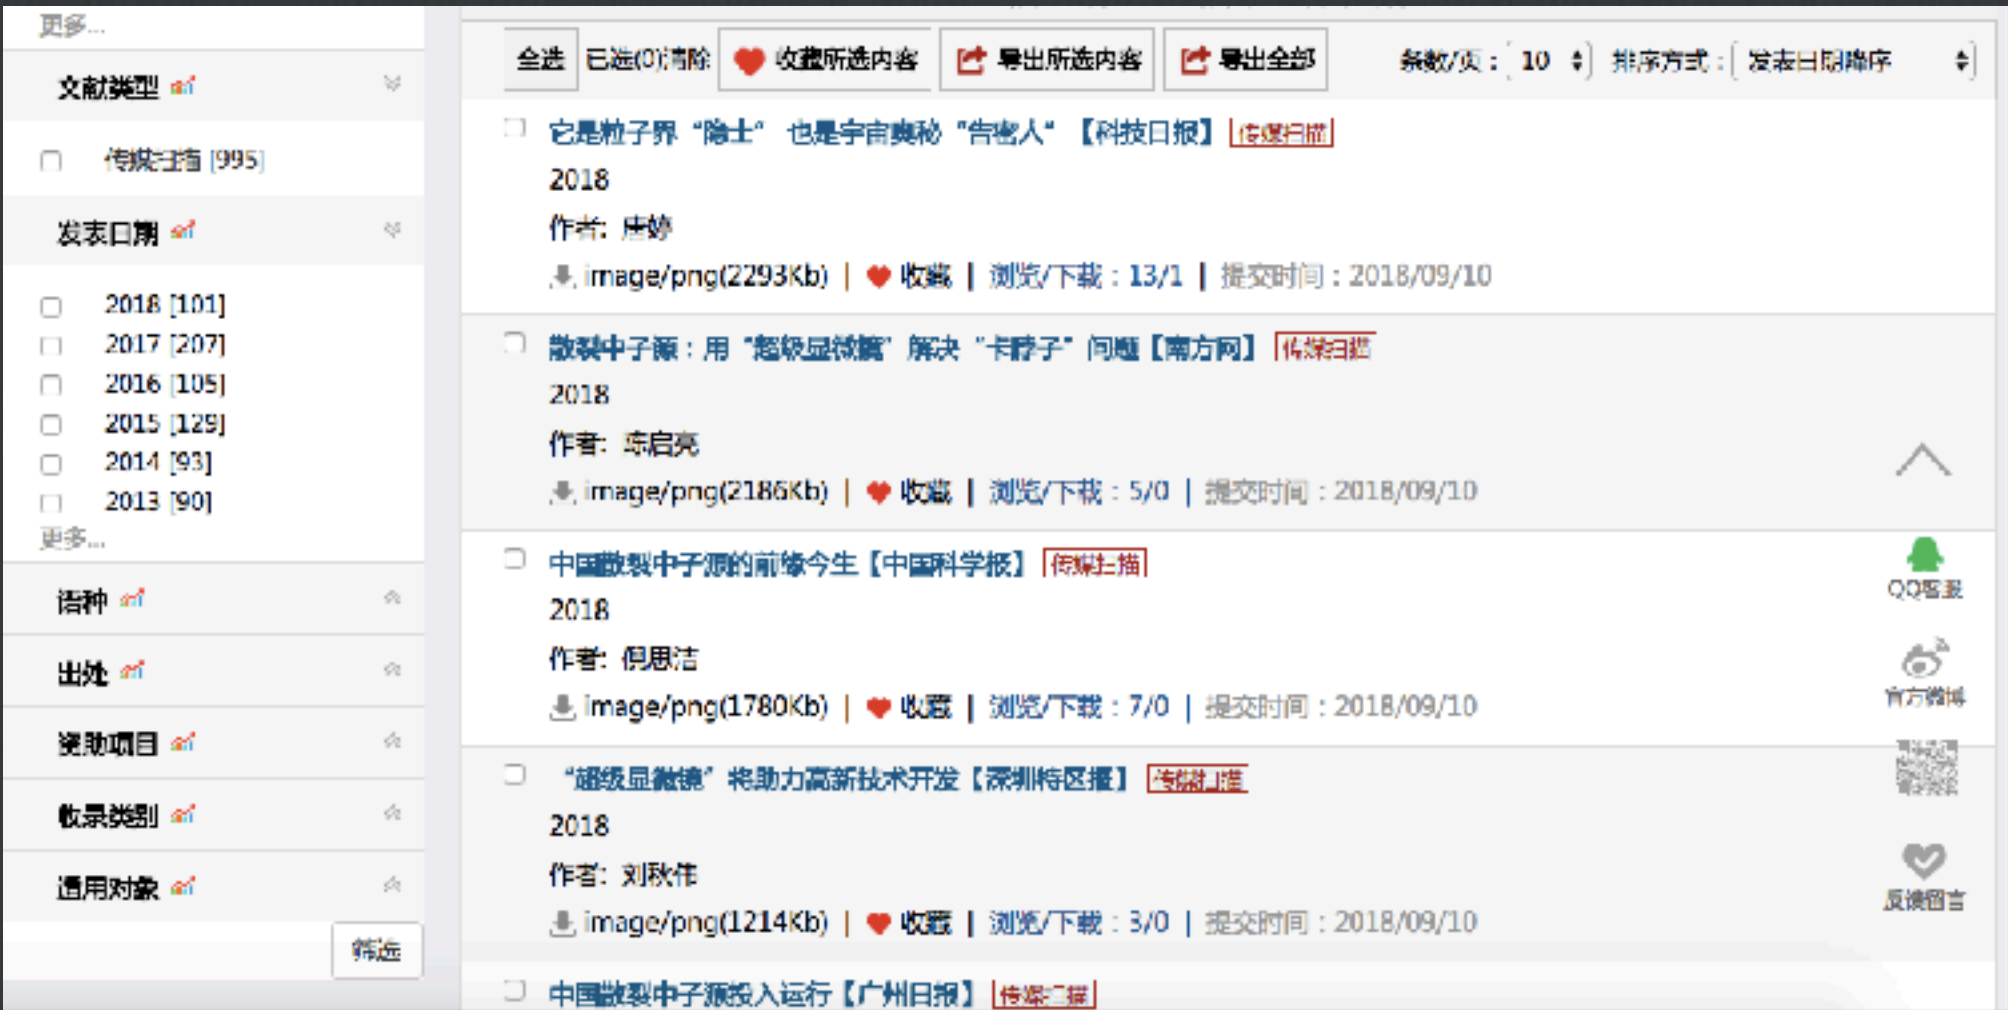 更多...
文献类型
传媒扫描 [995]
发表日期
2018 [101]
2017 [207]
2016 [105]
2015 [129]
2014 [93]
2013 [90]
更多...
语种
出处
资助项目
收录类别
适用对象
筛选
全选 已选(0)清除 收藏所选内容 导出所选内容 导出全部 条数/页： 10 排序方式： 发表日期降序
它是粒子界“隐士” 也是宇宙奥秘“告密人”【科技日报】 传媒扫描
2018
作者: 唐婷
image/png(2293Kb) | 收藏 | 浏览/下载：13/1 | 提交时间：2018/09/10
散裂中子源：用“超级显微镜”解决“卡脖子”问题【南方网】 传媒扫描
2018
作者: 陈启亮
image/png(2186Kb) | 收藏 | 浏览/下载：5/0 | 提交时间：2018/09/10
中国散裂中子源的前缘今生【中国科学报】 传媒扫描
2018
作者: 倪思洁
image/png(1780Kb) | 收藏 | 浏览/下载：7/0 | 提交时间：2018/09/10
“超级显微镜”将助力高新技术开发【深圳特区报】 传媒扫描
2018
作者: 刘秋伟
image/png(1214Kb) | 收藏 | 浏览/下载：3/0 | 提交时间：2018/09/10
中国散裂中子源投入运行【广州日报】 传媒扫描
QQ客服
官方微博
反馈留言